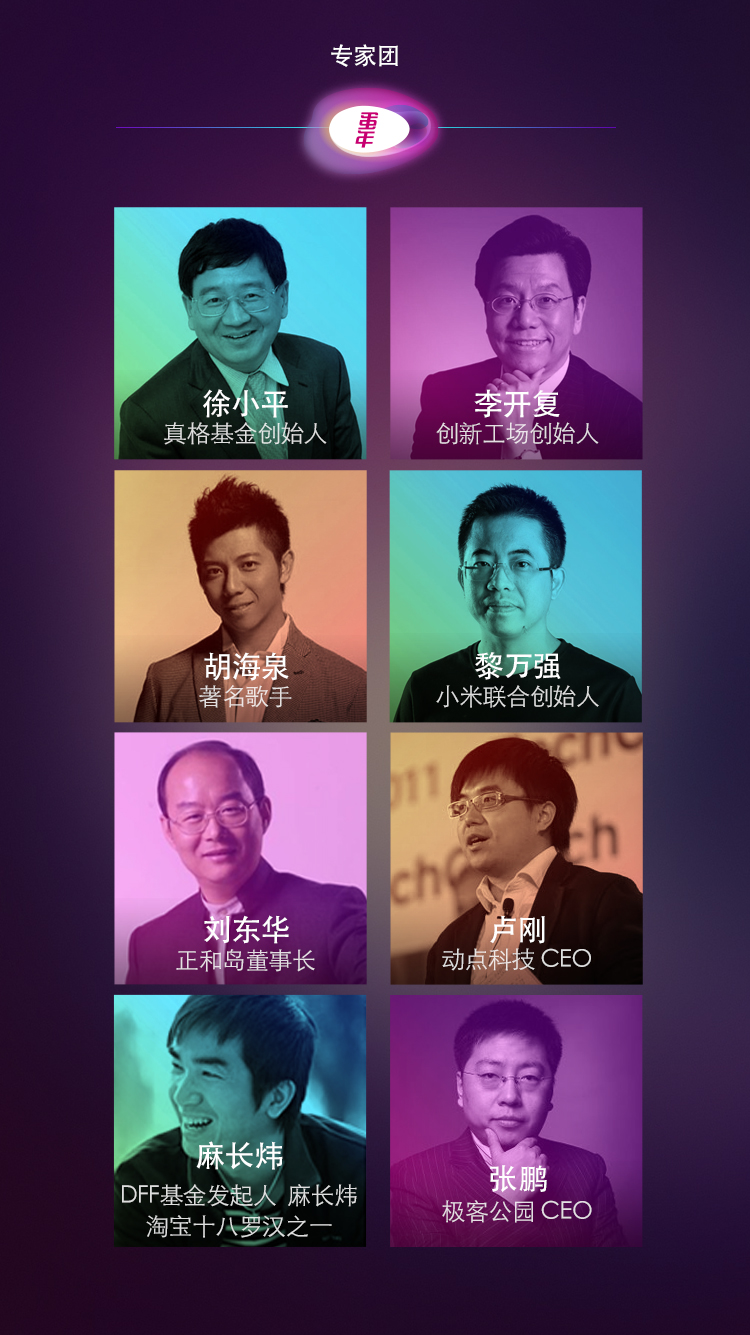 专家团
徐小平
真格基金创始人
李开复
创新工场创始人
胡海泉
著名歌手
黎万强
小米联合创始人
刘东华
正和岛董事长
2011
echC
chC
ch
卢刚
动点科技 CEO
麻长炜
DFF基金发起人 麻长炜
淘宝十八罗汉之一
张鹏
极客公园 CEO